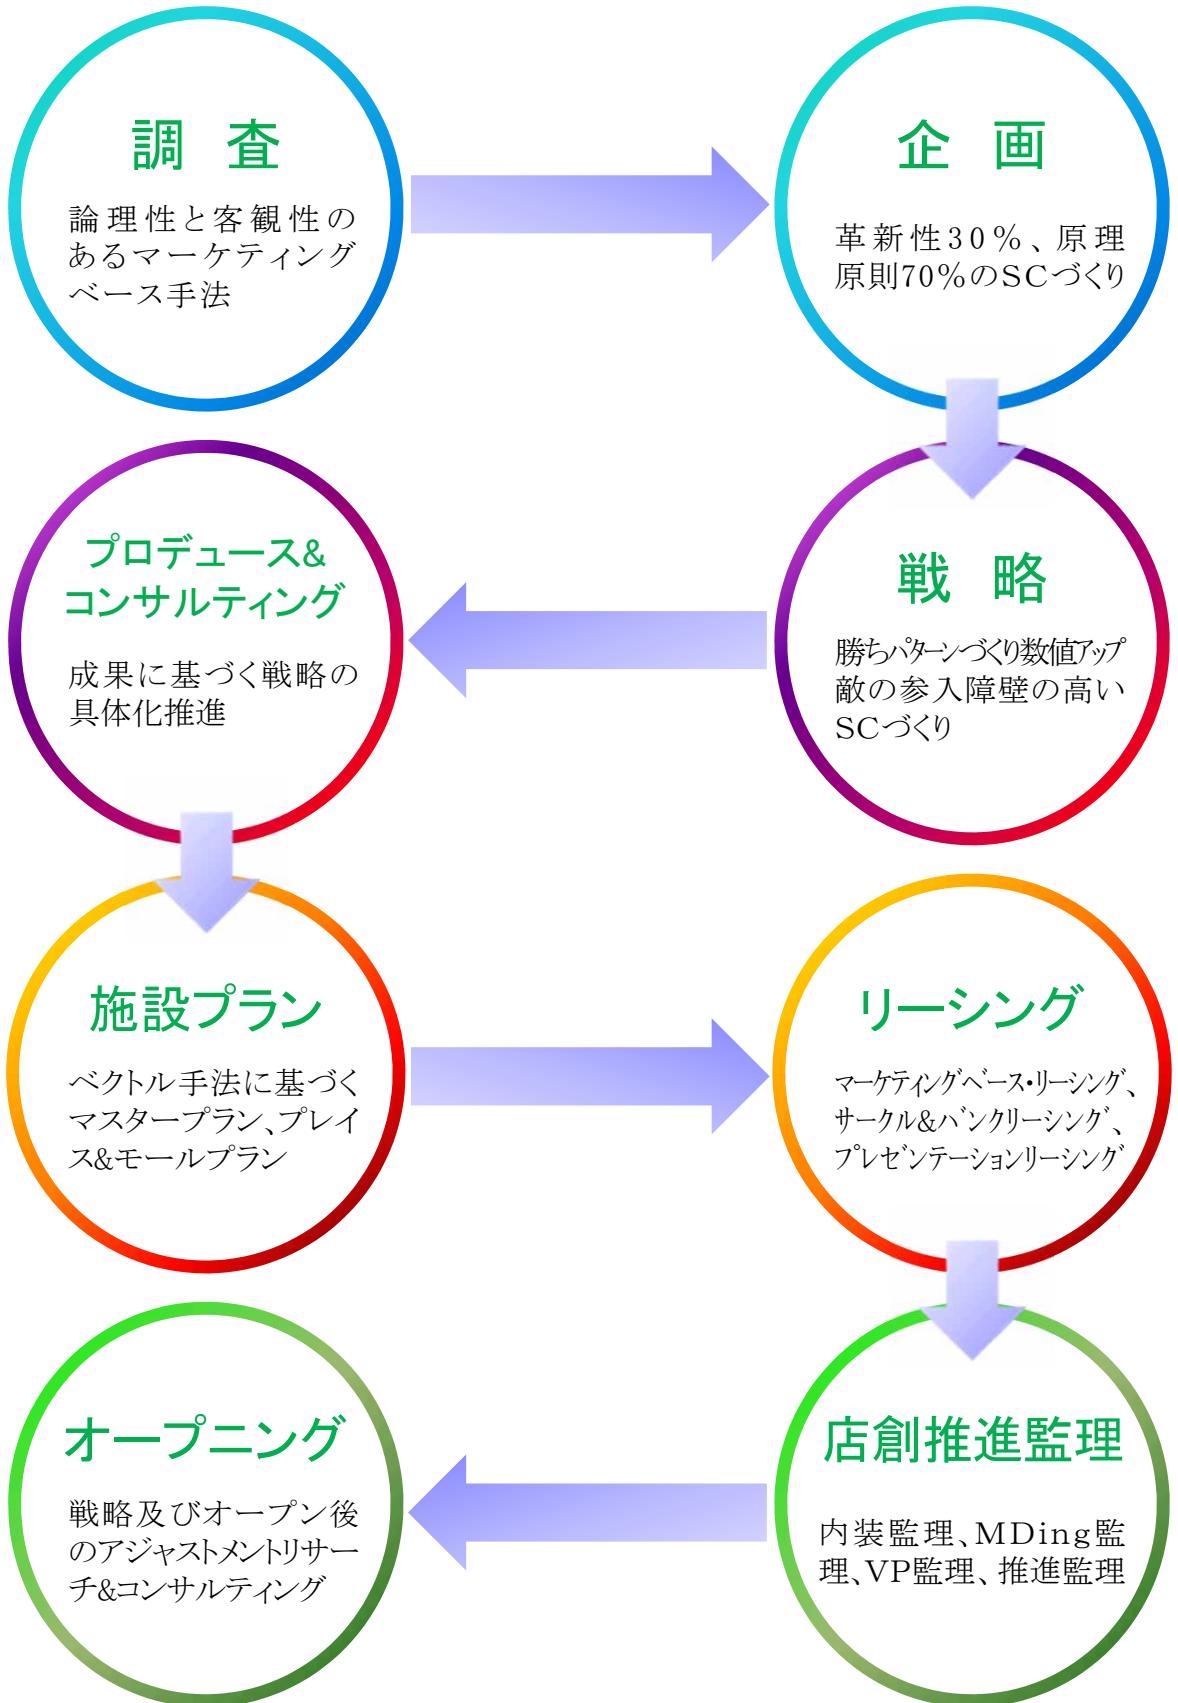 調　査
論理性と客観性の
あるマーケティング
ベース手法
企　画
革新性30％、原理
原則70％のSCづくり
戦　略
勝ちパターンづくり数値アップ
敵の参入障壁の高い
SCづくり
プロデュース&
コンサルティング
成果に基づく戦略の
具体化推進
施設プラン
ベクトル手法に基づく
マスタープラン、プレイ
ス&モールプラン
リーシング
マーケティングベース・リーシング、
サークル&バンクリーシング、
プレゼンテーションリーシング
店創推進監理
内装監理、MDing監
理、VP監理、推進監理
オープニング
戦略及びオープン後
のアジャストメントリサー
チ&コンサルティング